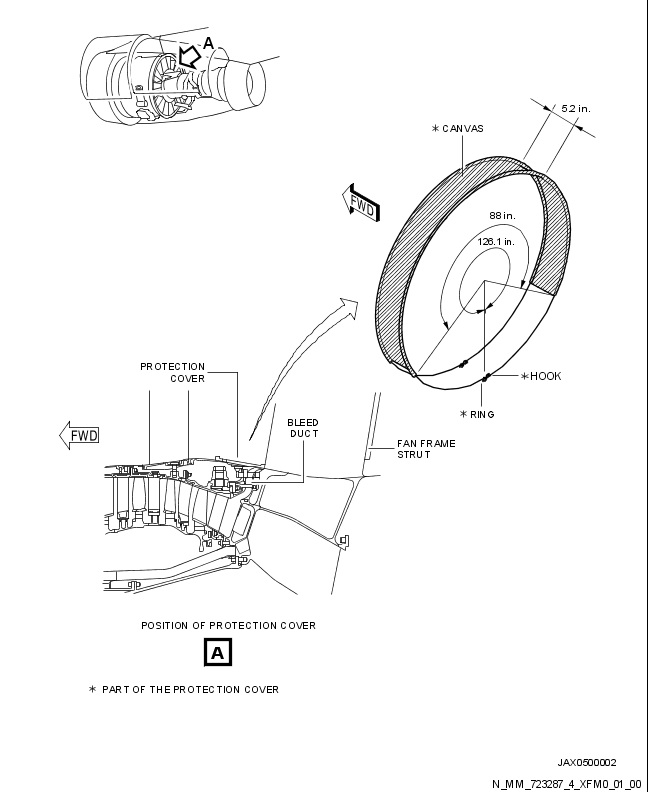 A
5.2 in.
* CANVAS
FWD
88 in.
126.1 in.
PROTECTION
COVER
* HOOK
* RING
BLEED
DUCT
FWD
FAN FRAME
STRUT
POSITION OF PROTECTION COVER
A
* PART OF THE PROTECTION COVER
JAX0500002
N_MM_723287_4_XFM0_01_00